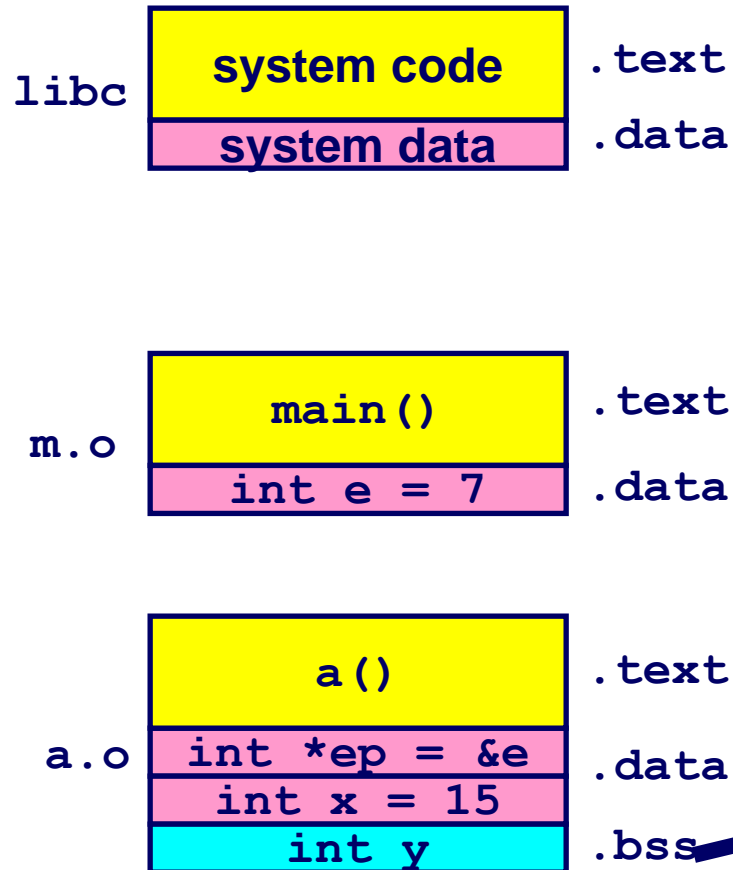 libc
system code
.text
system data
.data
m.o
main()
.text
int e = 7
.data
a.o
a()
.text
int *ep = &e
int x = 15
.data
int y
.bss